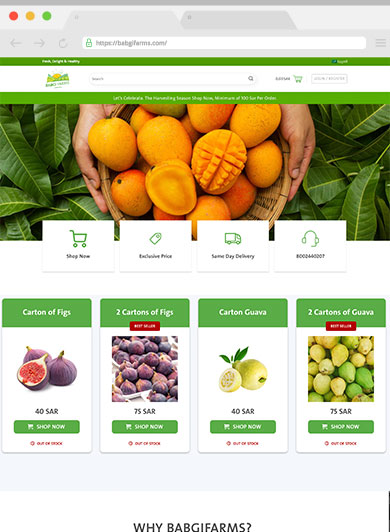 https://babgifarms.com/
Fresh, Delight & Healthy
العربية
Search
0.00SAR
LOGIN / REGISTER
Let's Celebrate. The Harvesting Season Shop Now, Minimum of 100 Sar Per Order.
Shop Now
Exclusive Price
Same Day Delivery
8002440207
Carton of Figs
40 SAR
SHOP NOW
OUT OF STOCK
2 Cartons of Figs
BEST SELLER
75 SAR
SHOP NOW
OUT OF STOCK
Carton Guava
40 SAR
SHOP NOW
OUT OF STOCK
2 Cartons of Guava
BEST SELLER
75 SAR
SHOP NOW
OUT OF STOCK
WHY BABGIFARMS?